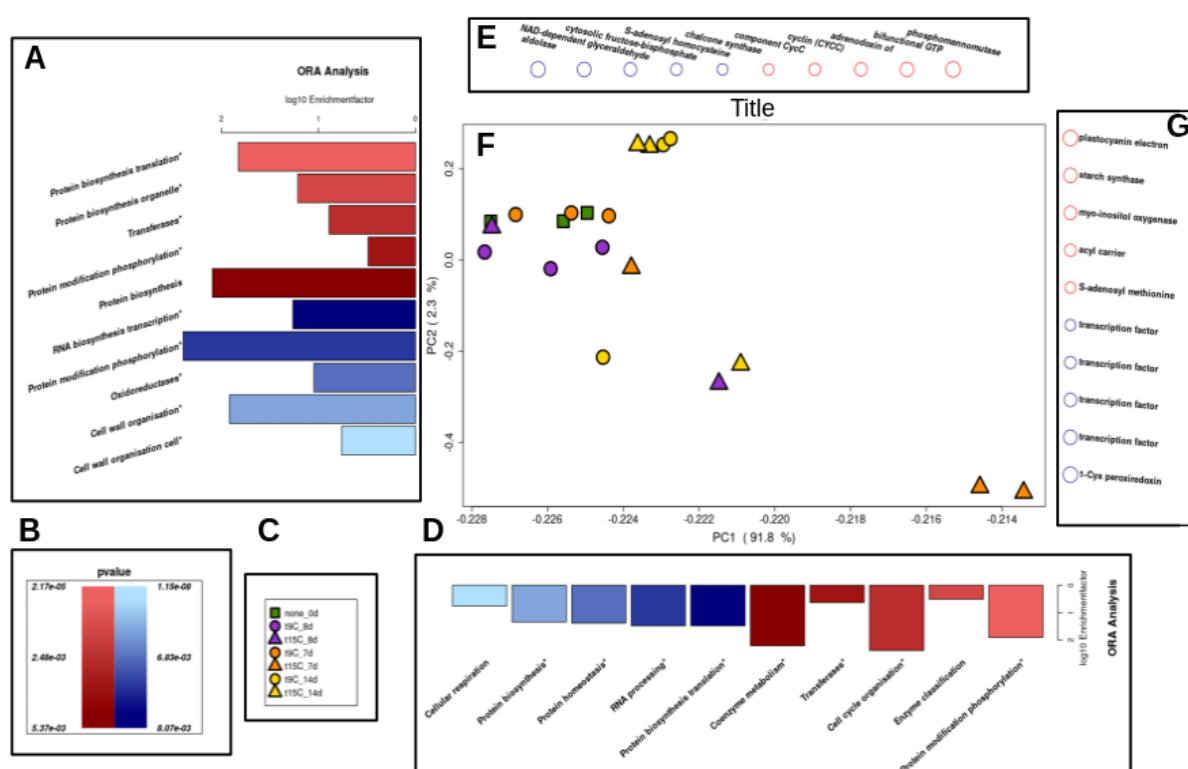 A
ORA Analysis
log10 Enrichmentfactor
2 1 0
Protein biosynthesis translation*
Protein biosynthesis organelle*
Transferases*
Protein modification phosphorylation*
Protein biosynthesis
RNA biosynthesis transcription*
Protein modification phosphorylation*
Oxidoreductases*
Cell wall organisation*
Cell wall organisation cell*
E
NAD-dependent glyceraldehyde
aldolase
cytosolic fructose-bisphosphate
S-adenosyl homocysteine
chalcone synthase
component CycC
cyclin (CYCC)
adrenodoxin of
bifunctional GTP
phosphomannomutase
Title
F
0.2
0.0
-0.2
-0.4
PC2 ( 2.3 %)
-0.228 -0.226 -0.224 -0.222 -0.220 -0.218 -0.216 -0.214
PC1 ( 91.8 %)
G
plastocyanin electron
starch synthase
myo-inositol oxygenase
acyl carrier
S-adenosyl methionine
transcription factor
transcription factor
transcription factor
transcription factor
1-Cys peroxiredoxin
B
pvalue
2.17e-05 1.15e-08
2.48e-03 6.83e-03
5.37e-03 8.07e-03
C
none_0d
t9C_8d
t15C_8d
t9C_7d
t15C_7d
t9C_14d
t15C_14d
D
Cellular respiration
Protein biosynthesis*
Protein homeostasis*
RNA processing*
Protein biosynthesis translation*
Coenzyme metabolism*
Transferases*
Cell cycle organisation*
Enzyme classification
Protein modification phosphorylation*
0 1 2
log10 Enrichmentfactor
ORA Analysis